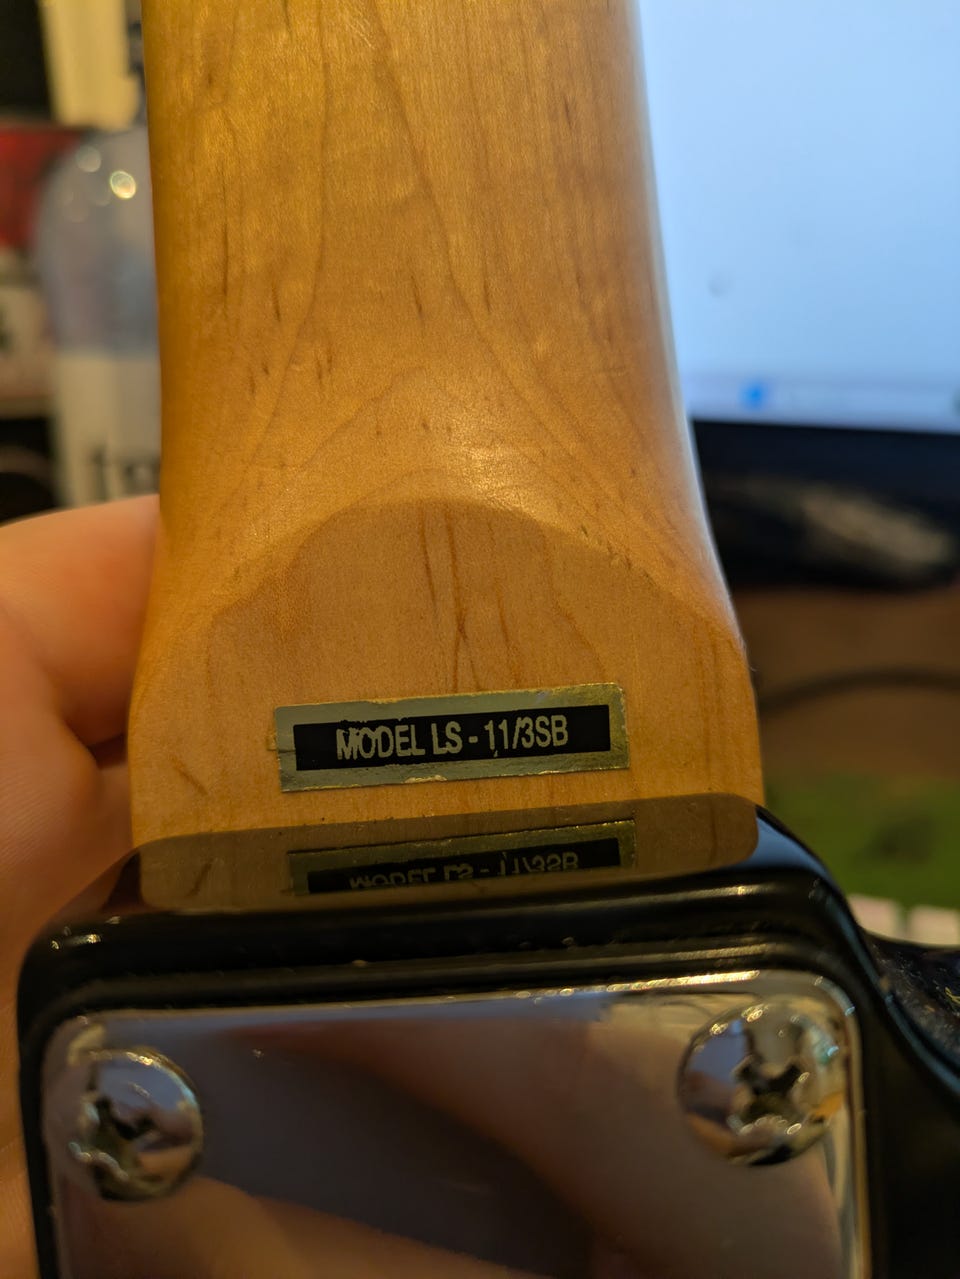 MODEL LS - 11/3SB